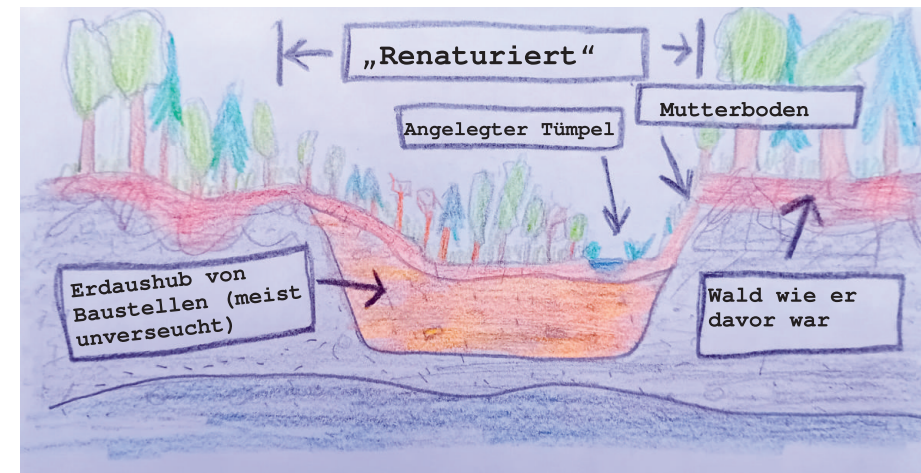 „Renaturiert“
Angelegter Tümpel
Mutterboden
Erdaushub von
Baustellen (meist
unverseucht)
Wald wie er
davor war